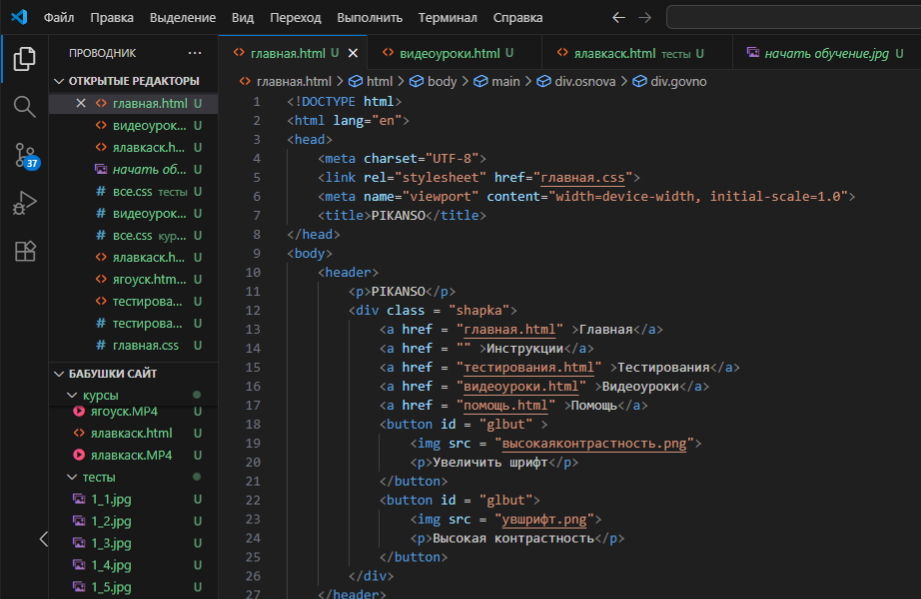 Файл Правка Выделение Вид Переход Выполнить Терминал Справка
ПРОВОДНИК ...
главная.html U
видеоуроки.html U
ялавкаск.html тесты U
начать обучение.jpg U
ОТКРЫТЫЕ РЕДАКТОРЫ
главная.html U
видеоурок... U
ялавкаск.h... U
начать об... U
все.css тесты U
видеоурок... U
все.css кур... U
ялавкаск.h... U
ягоуск.htm... U
тестирова... U
тестирова... U
главная.css U
37
БАБУШКИ САЙТ
курсы
ягоуск.MP4 U
ялавкаск.html U
ялавкаск.MP4 U
тесты
1_1.jpg U
1_2.jpg U
1_3.jpg U
1_4.jpg U
1_5.jpg U
главная.html > html > body > main > div.osnova > div.govno
1 <!DOCTYPE html>
2 <html lang="en">
3 <head>
4 <meta charset="UTF-8">
5 <link rel="stylesheet" href="главная.css">
6 <meta name="viewport" content="width=device-width, initial-scale=1.0">
7 <title>PIKANSO</title>
8 </head>
9 <body>
10 <header>
11 <p>PIKANSO</p>
12 <div class = "shapka">
13 <a href = "главная.html" >Главная</a>
14 <a href = "" >Инструкции</a>
15 <a href = "тестирования.html" >Тестирования</a>
16 <a href = "видеоуроки.html" >Видеоуроки</a>
17 <a href = "помощь.html" >Помощь</a>
18 <button id = "glbut" >
19 <img src = "высокаяконтрастность.png">
20 <p>Увеличить шрифт</p>
21 </button>
22 <button id = "glbut">
23 <img src = "увшрифт.png">
24 <p>Высокая контрастность</p>
25 </button>
26 </div>
27 </header>